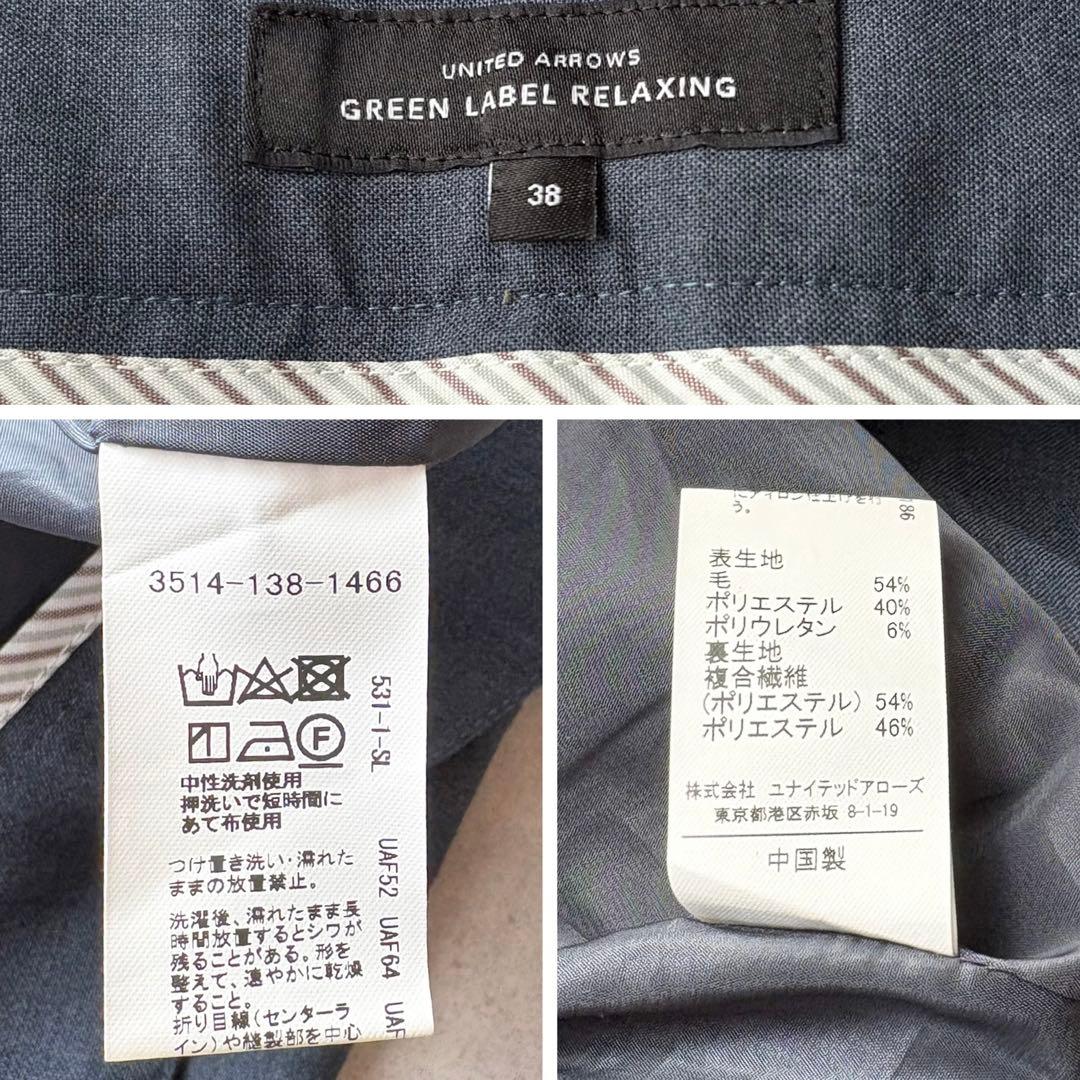 UNITED ARROWS
GREEN LABEL RELAXING
38
3514-138-1466
531-1-SL
UAF52 UAF64
中性洗剤使用
押洗いで短時間に
あて布使用
つけ置き洗い・濡れた
ままの放置禁止。
洗濯後、濡れたまま長
時間放置するとシワが
残ることがある。形を
整えて、速やかに乾燥
すること。
折り目線(センターラ
イン)や縫製部を中心
F
う。
186
表生地
毛 54%
ポリエステル 40%
ポリウレタン 6%
裏生地
複合繊維
(ポリエステル) 54%
ポリエステル 46%
株式会社 ユナイテッドアローズ
東京都港区赤坂 8-1-19
中国製